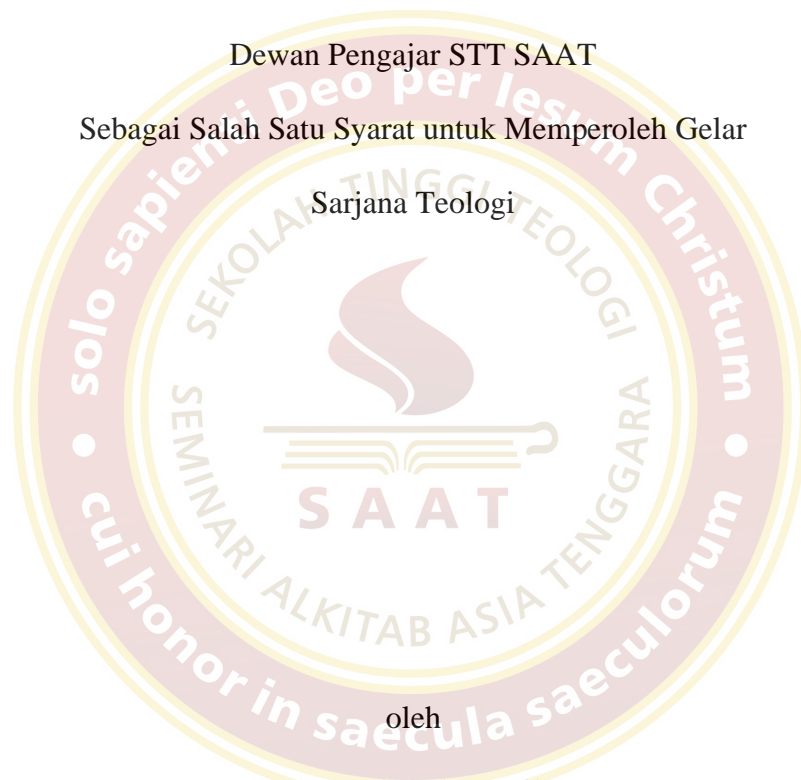 Dewan Pengajar STT SAAT
Sebagai Salah Satu Syarat untuk Memperoleh Gelar
Sarjana Teologi
solo sapienti Deo per Iesum Christum
cui honor in saecula saeculorum
SEKOLAH TINGGI TEOLOGI
SEMINARI ALKITAB ASIA TENGGARA
SAAT
oleh